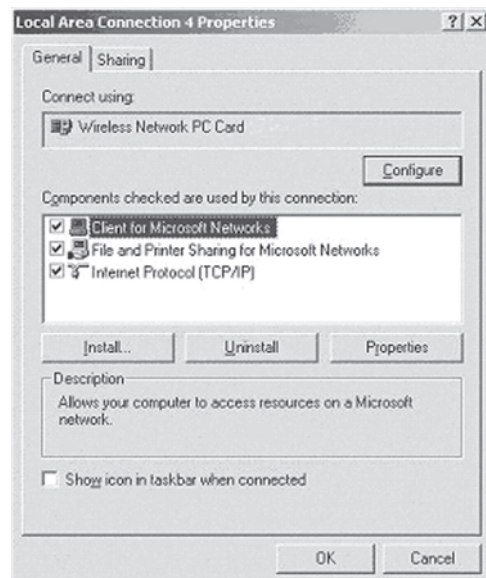 Local Area Connection 4 Properties
General Sharing
Connect using:
Wireless Network PC Card
Configure
Components checked are used by this connection:
Client for Microsoft Networks
File and Printer Sharing for Microsoft Networks
Internet Protocol (TCP/IP)
Install... Uninstall Properties
Description
Allows your computer to access resources on a Microsoft
network.
Show icon in taskbar when connected
OK Cancel